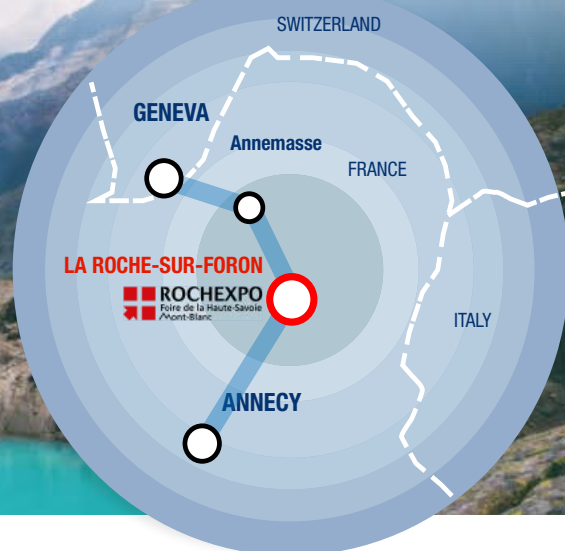 SWITZERLAND
GENEVA
Annemasse
FRANCE
LA ROCHE-SUR-FORON
ROCHEXPO
Foire de la Haute-Savoie
Mont-Blanc
ITALY
ANNECY